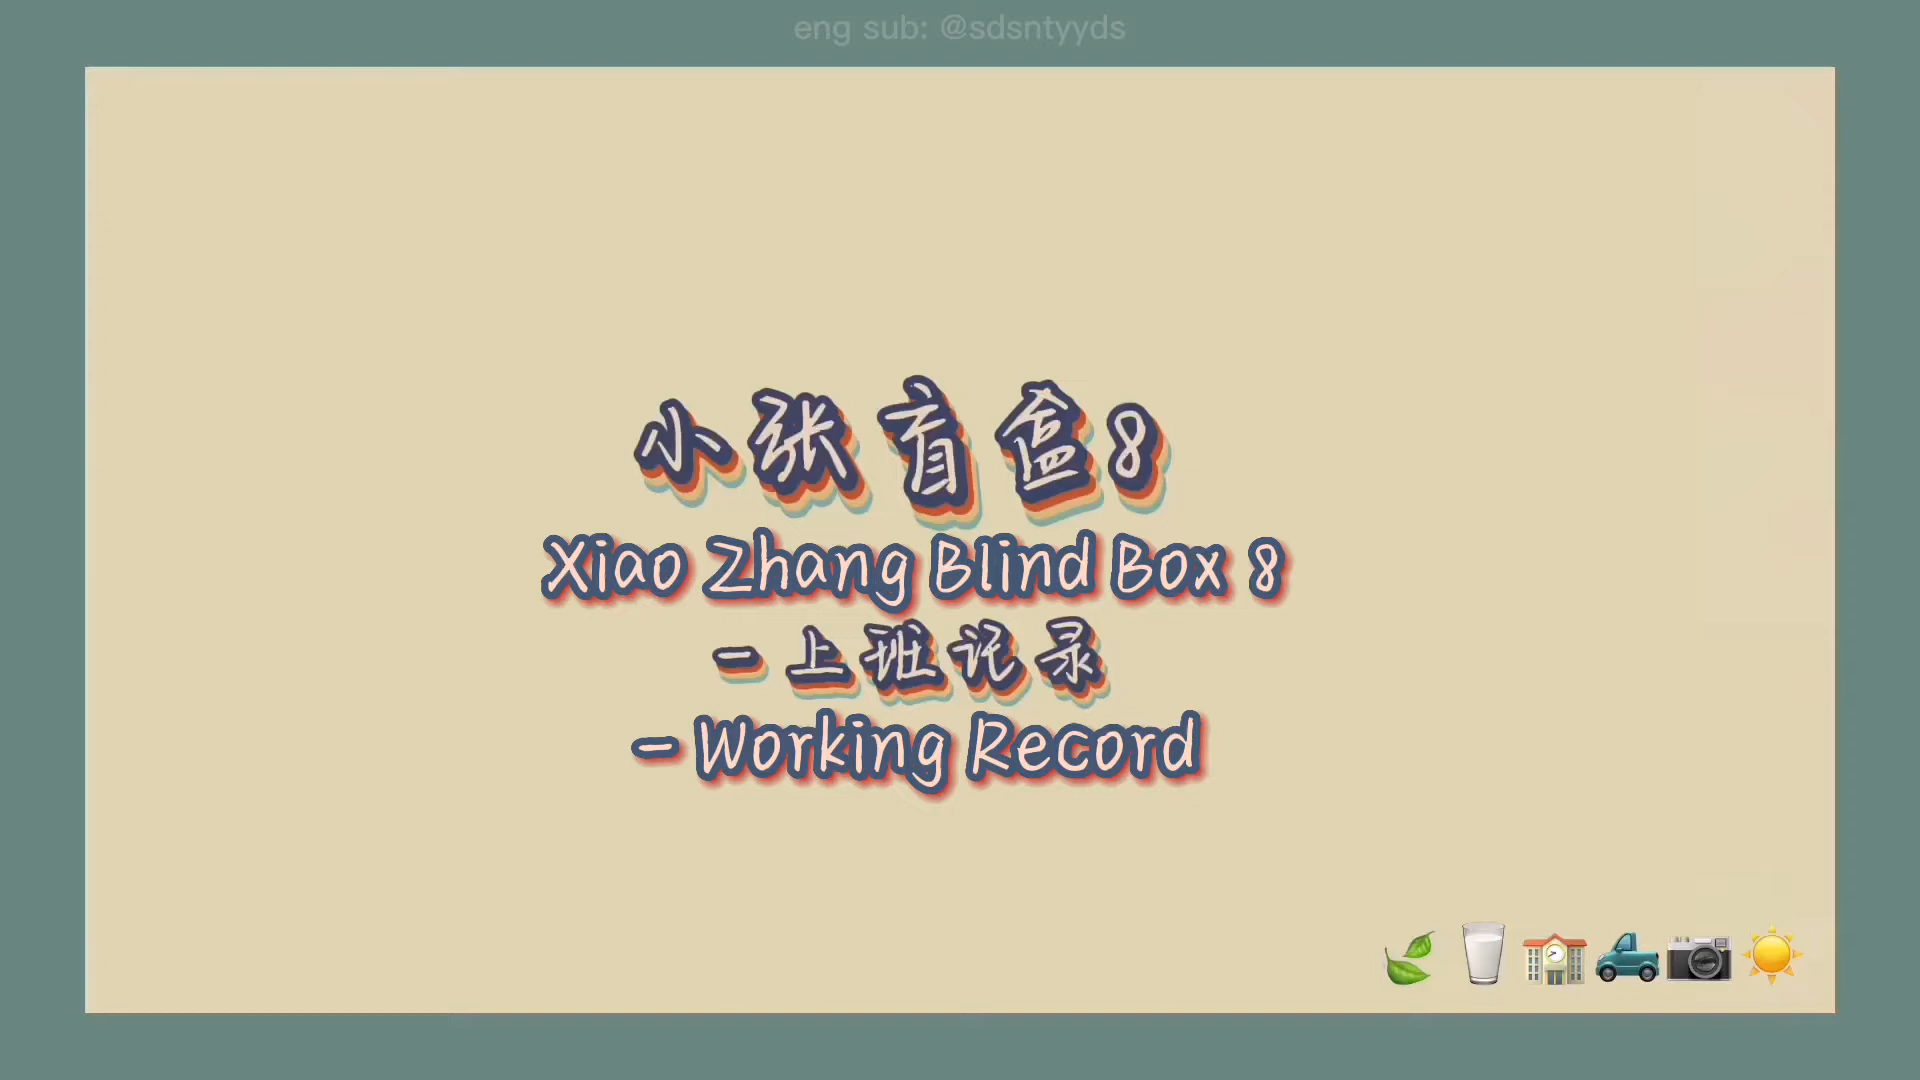 eng sub: @sdsntyyds
小张盲盒8
Xiao Zhang Blind Box 8
- 上班记录
- Working Record